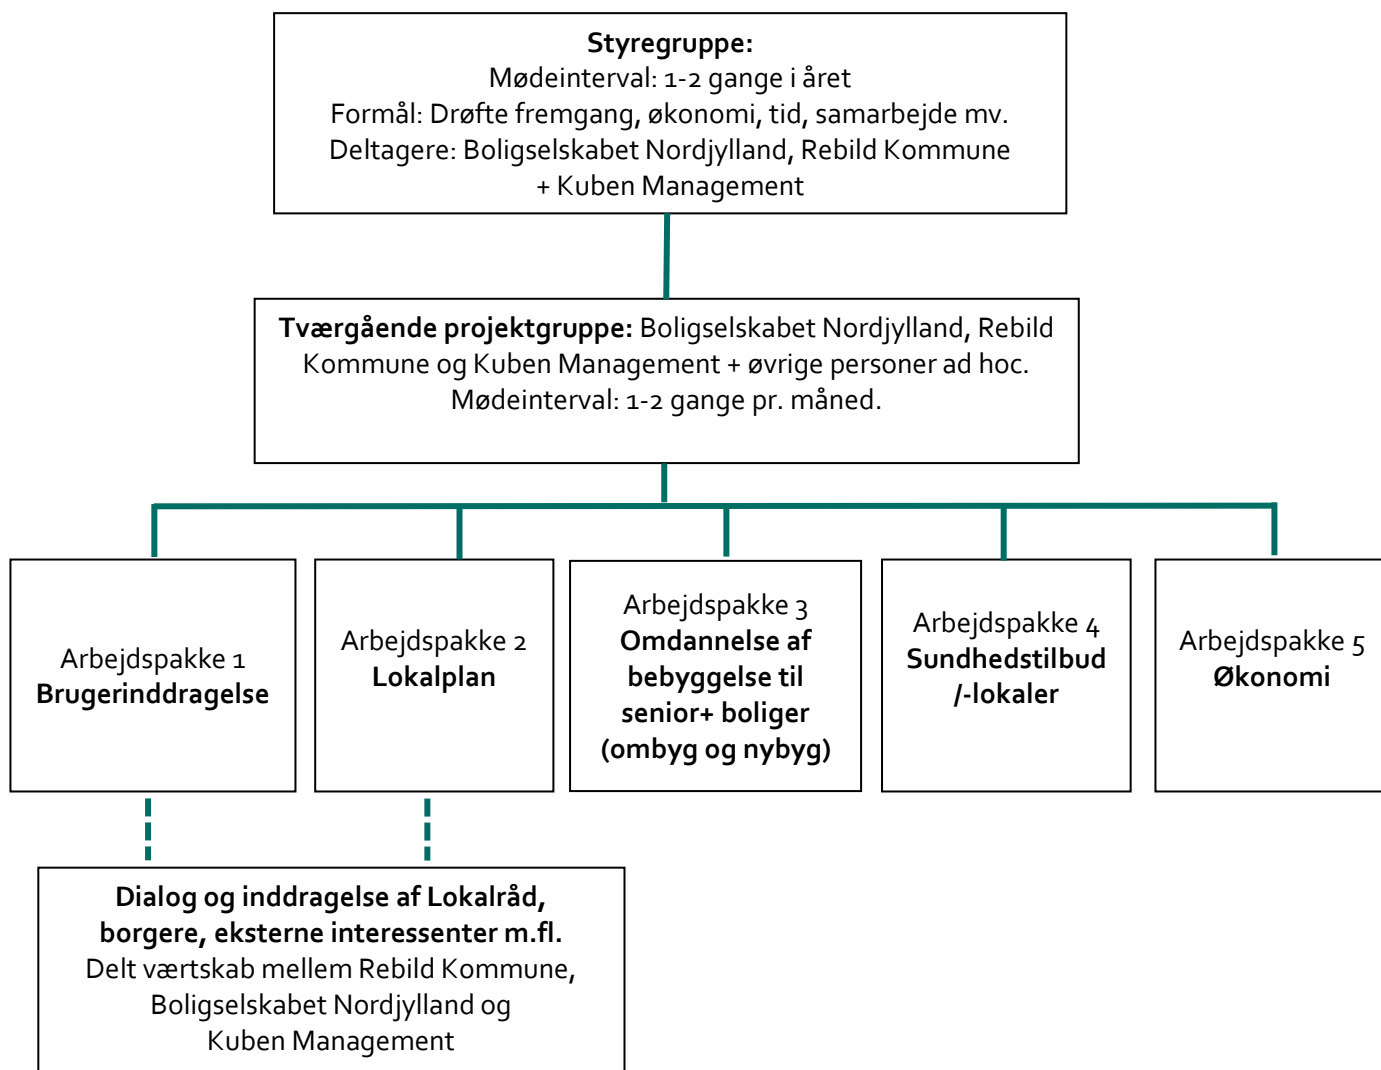 Styregruppe:
Mødeinterval: 1-2 gange i året
Formål: Drøfte fremgang, økonomi, tid, samarbejde mv.
Deltagere: Boligselskabet Nordjylland, Rebild Kommune
+ Kuben Management
Tværgående projektgruppe: Boligselskabet Nordjylland, Rebild
Kommune og Kuben Management + øvrige personer ad hoc.
Mødeinterval: 1-2 gange pr. måned.
Arbejdspakke 1
Brugerinddragelse
Arbejdspakke 2
Lokalplan
Arbejdspakke 3
Omdannelse af
bebyggelse til
senior+ boliger
(ombyg og nybyg)
Arbejdspakke 4
Sundhedstilbud
/-lokaler
Arbejdspakke 5
Økonomi
Dialog og inddragelse af Lokalråd,
borgere, eksterne interessenter m.fl.
Delt værtskab mellem Rebild Kommune,
Boligselskabet Nordjylland og
Kuben Management